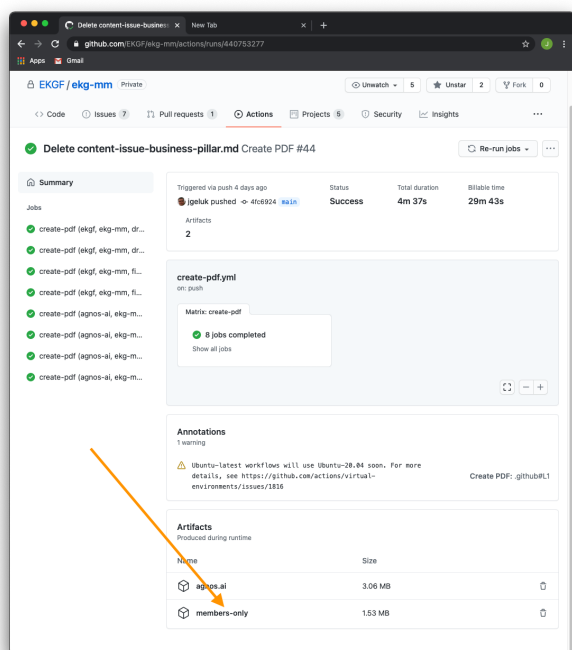 Delete content-issue-busines
New Tab
github.com/EKGF/ekg-mm/actions/runs/440753277
Apps
Gmail
EKGF / ekg-mm Private
Unwatch 5
Unstar 2
Fork 0
Code
Issues 7
Pull requests 1
Actions
Projects 5
Security
Insights
Delete content-issue-business-pillar.md Create PDF #44
Re-run jobs
Summary
Jobs
create-pdf (ekgf, ekg-mm, dr...
create-pdf (ekgf, ekg-mm, dr...
create-pdf (ekgf, ekg-mm, fi...
create-pdf (ekgf, ekg-mm, fi...
create-pdf (agnos-ai, ekg-m...
create-pdf (agnos-ai, ekg-m...
create-pdf (agnos-ai, ekg-m...
create-pdf (agnos-ai, ekg-m...
Triggered via push 4 days ago
jgeluk pushed 4fc6924 main
Status
Success
Total duration
4m 37s
Billable time
29m 43s
Artifacts
2
create-pdf.yml
on: push
Matrix: create-pdf
8 jobs completed
Show all jobs
Annotations
1 warning
Ubuntu-latest workflows will use Ubuntu-20.04 soon. For more
details, see https://github.com/actions/virtual-
environments/issues/1816
Create PDF: .github#L1
Artifacts
Produced during runtime
Name
Size
agnos.ai
3.06 MB
members-only
1.53 MB